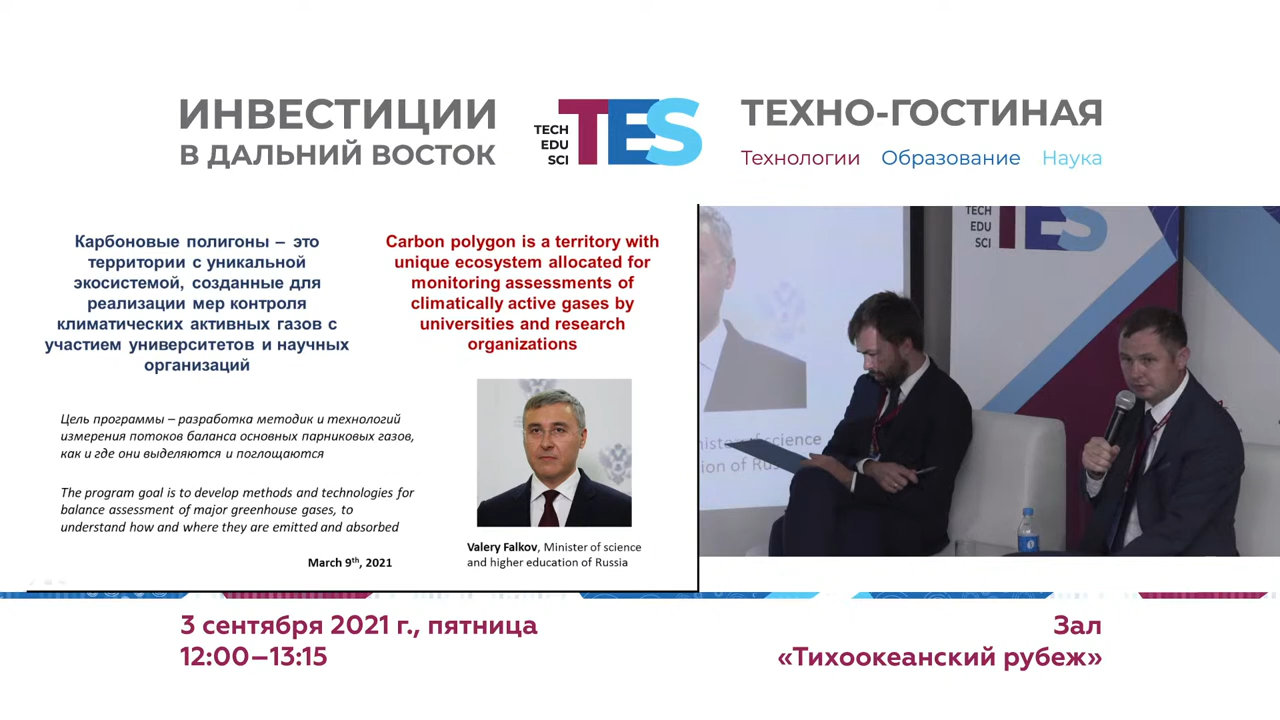 ИНВЕСТИЦИИ
В ДАЛЬНИЙ ВОСТОК
TECH
EDU
SCI
TES
ТЕХНО-ГОСТИНАЯ
Технологии Образование Наука
Карбоновые полигоны – это
территории с уникальной
экосистемой, созданные для
реализации мер контроля
климатических активных газов с
участием университетов и научных
организаций
Carbon polygon is a territory with
unique ecosystem allocated for
monitoring assessments of
climatically active gases by
universities and research
organizations
Цель программы – разработка методик и технологий
измерения потоков баланса основных парниковых газов,
как и где они выделяются и поглощаются
The program goal is to develop methods and technologies for
balance assessment of major greenhouse gases, to
understand how and where they are emitted and absorbed
March 9th, 2021
Valery Falkov, Minister of science
and higher education of Russia
TECH
EDU
SCI
TES
of science
ion of Rus
3 сентября 2021 г., пятница
12:00–13:15
Зал
«Тихоокеанский рубеж»